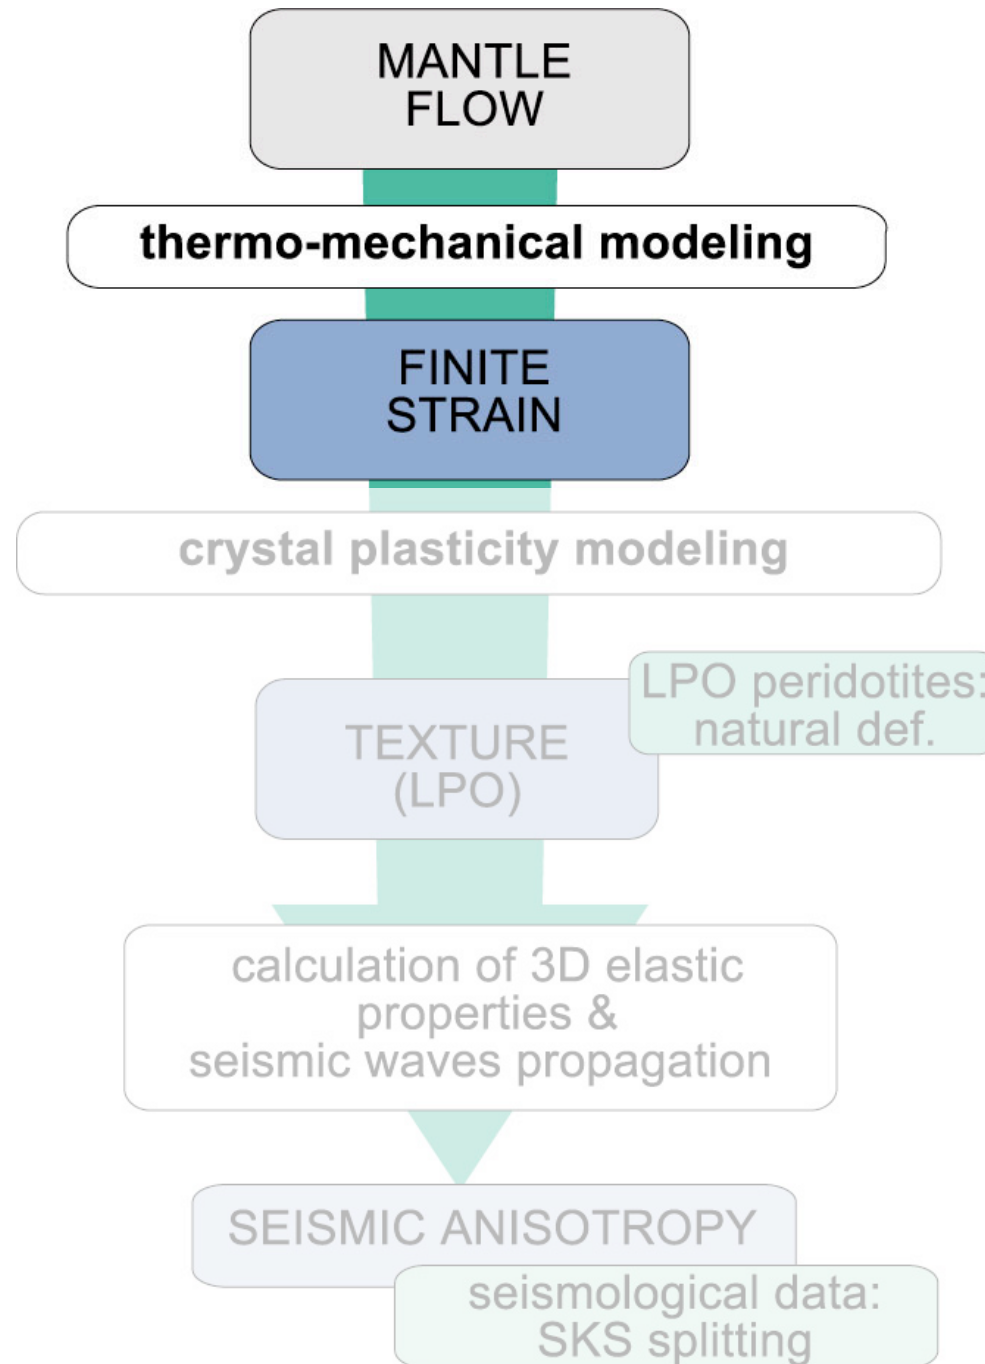 MANTLE
FLOW
thermo-mechanical modeling
FINITE
STRAIN
crystal plasticity modeling
LPO peridotites:
natural def.
TEXTURE
(LPO)
calculation of 3D elastic
properties &
seismic waves propagation
SEISMIC ANISOTROPY
seismological data:
SKS splitting